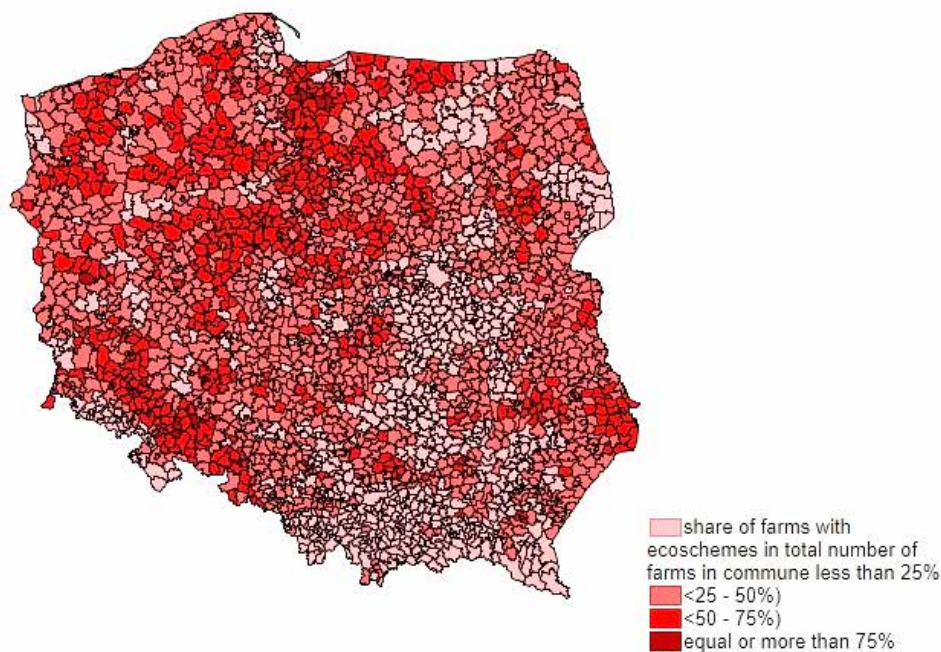 share of farms with
ecoschemes in total number of
farms in commune less than 25%
<25 - 50%)
<50 - 75%)
equal or more than 75%